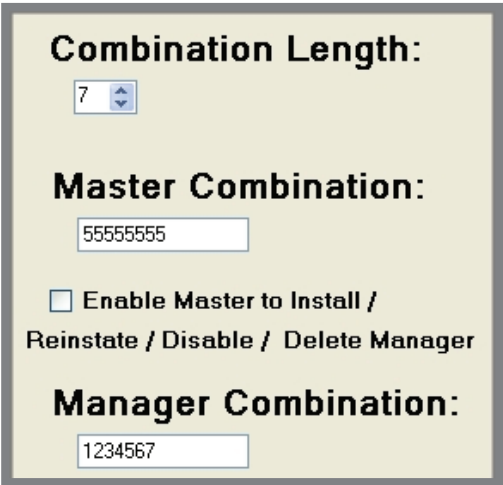 Combination Length:
7
Master Combination:
55555555
Enable Master to Install /
Reinstate / Disable / Delete Manager
Manager Combination:
1234567